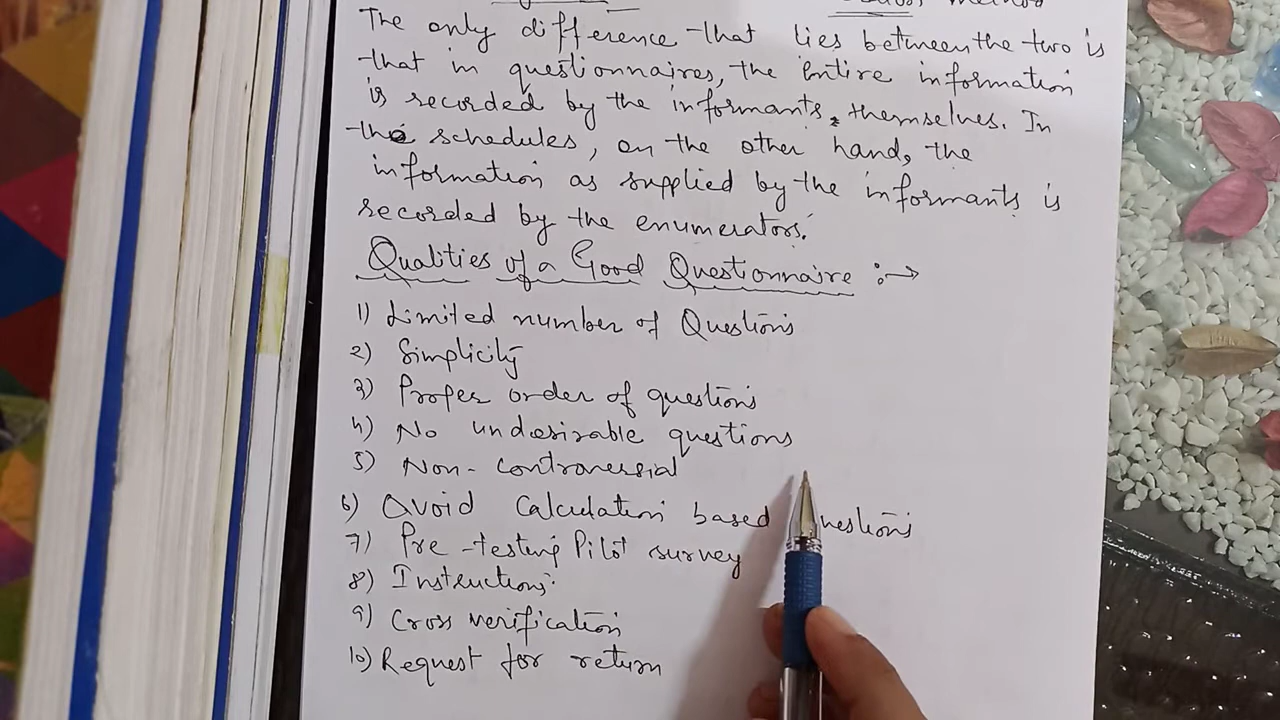 method
The only difference that lies between the two is
that in questionnaires, the entire information
is recorded by the informants, themselves. In
the schedules, on the other hand, the
information as supplied by the informants is
recorded by the enumerators.
Qualities of a Good Questionnaire :→
1) Limited number of Questions
2) Simplicity
3) Proper order of questions
4) No undesirable questions
5) Non-controversial
6) Avoid Calculation based questions
7) Pre-testing Pilot survey
8) Instructions.
9) Cross verification
10) Request for return